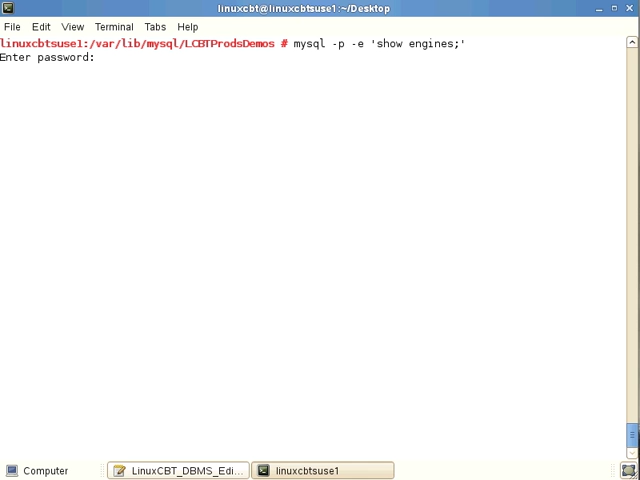 linuxcbt@linuxcbtsuse1:~/Desktop
File Edit View Terminal Tabs Help
linuxcbtsuse1:/var/lib/mysql/LCBTProdsDemos # mysql -p -e 'show engines;'
Enter password:
Computer LinuxCBT_DBMS_Edi... linuxcbtsuse1